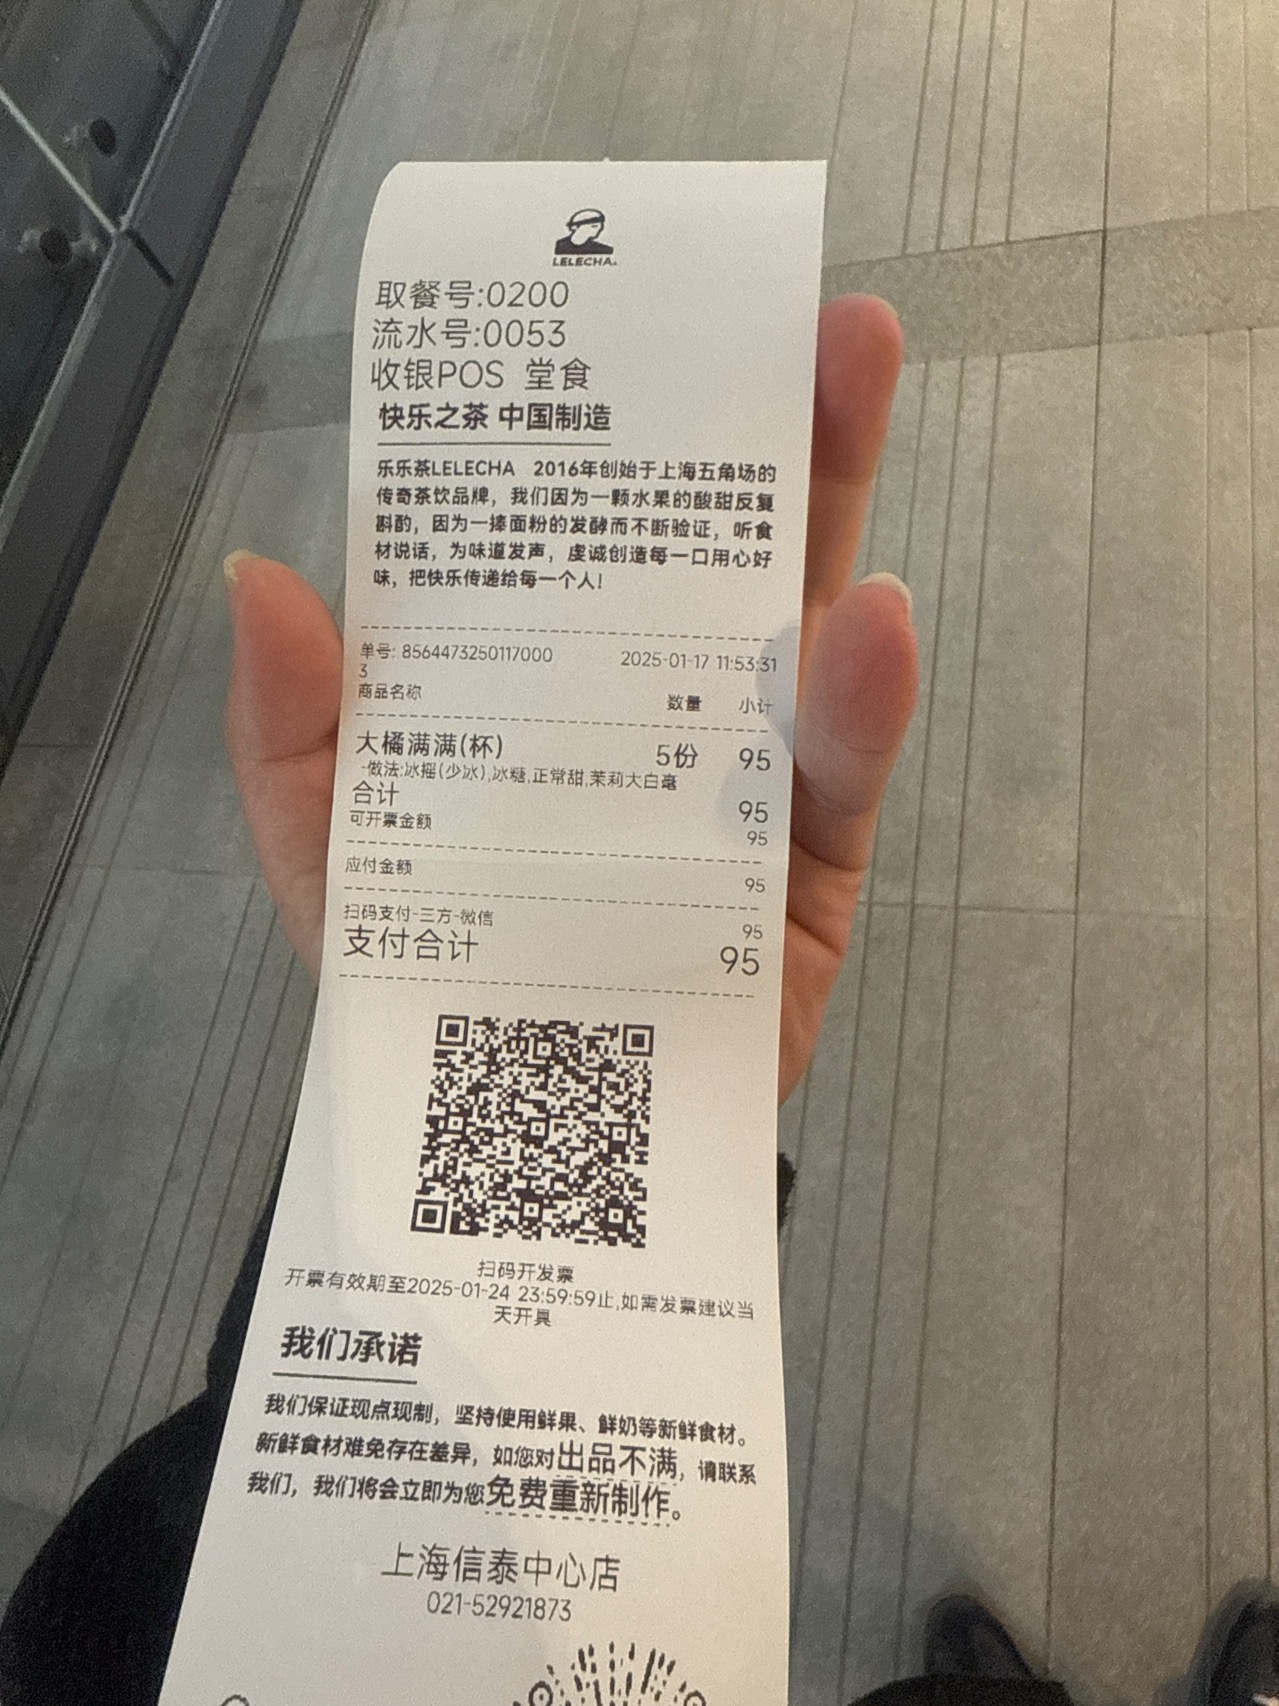 LELECHA
取餐号:0200
流水号:0053
收银POS 堂食
快乐之茶 中国制造
乐乐茶LELECHA 2016年创始于上海五角场的
传奇茶饮品牌，我们因为一颗水果的酸甜反复
斟酌，因为一捧面粉的发酵而不断验证，听食
材说话，为味道发声，虔诚创造每一口用心好
味，把快乐传递给每一个人!
单号: 8564473250117000 2025-01-17 11:53:31
3
商品名称 数量 小计
大橘满满(杯) 5份 95
-做法:冰摇(少冰),冰糖,正常甜,茉莉大白毫
合计 95
可开票金额 95
应付金额 95
扫码支付-三方-微信 95
支付合计 95
扫码开发票
开票有效期至2025-01-24 23:59:59止,如需发票建议当
天开具
我们承诺
我们保证现点现制，坚持使用鲜果、鲜奶等新鲜食材。
新鲜食材难免存在差异，如您对出品不满，请联系
我们，我们将会立即为您免费重新制作。
上海信泰中心店
021-52921873